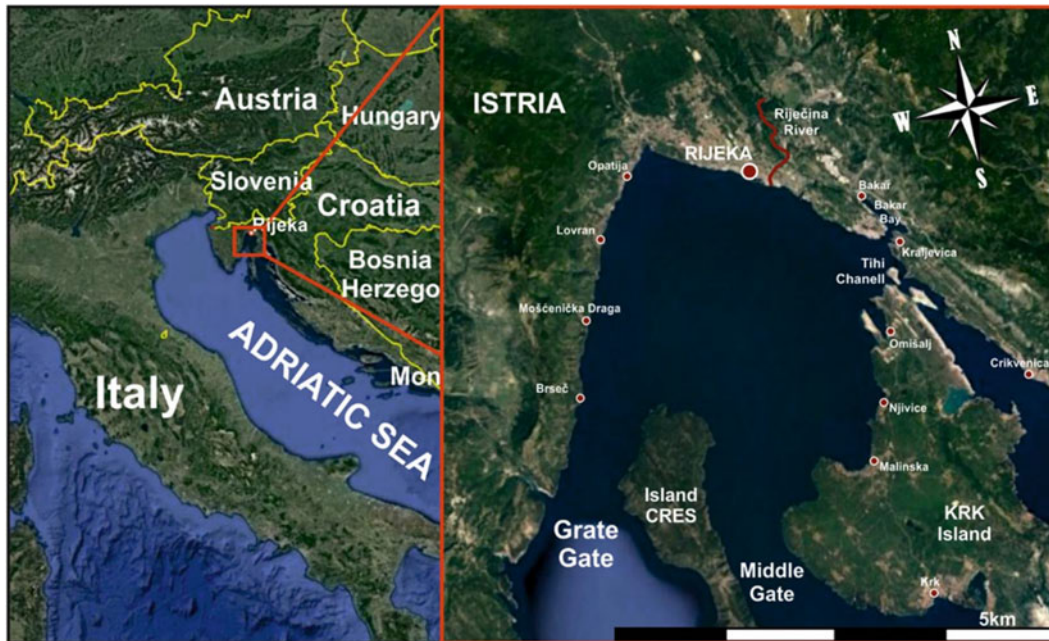 Austria
Hungary
Slovenia
Croatia
Rijeka
Bosnia
Herzego
ADRIATIC SEA
Italy
Mon
ISTRIA
N
E
W
S
Riječina
River
RIJEKA
Opatija
Bakar
Bakar
Bay
Lovran
Kraljevica
Tihi
Chanell
Mošćenička Draga
Omišalj
Crikvenica
Brseč
Njivice
Malinska
Island
CRES
KRK
Island
Grate
Gate
Middle
Gate
Krk
5km